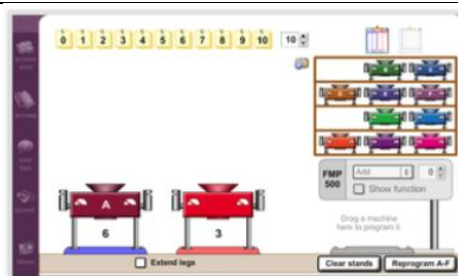 0 1 2 3 4 5 6 7 8 9 10 10
A
6 3
FMP
500
Add 0
Show function
Drag a machine
here to program it.
Extend legs
Clear stands Reprogram A-F